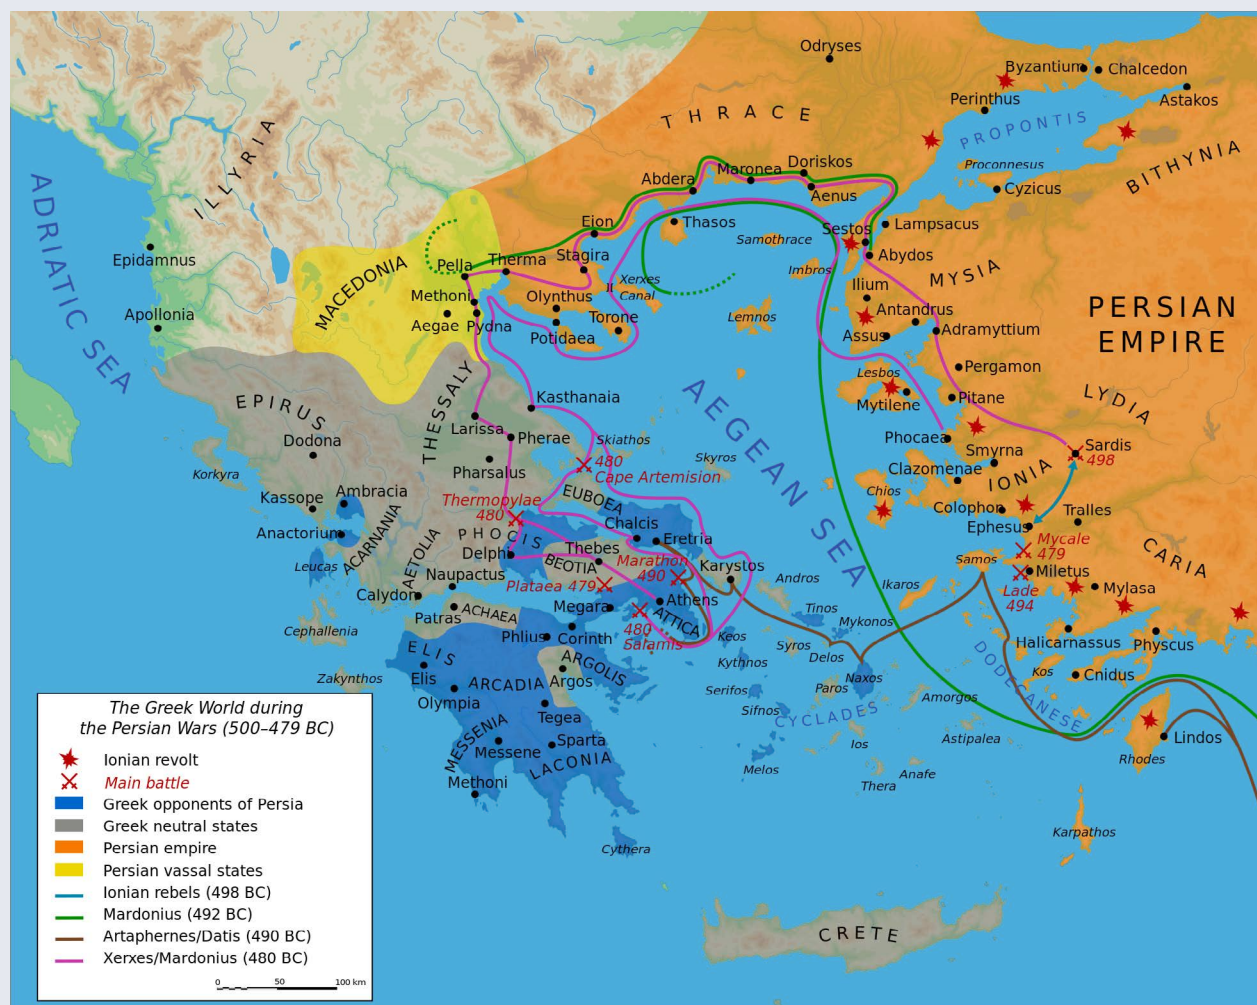 Odryses
Byzantium
Chalcedon
Perinthus
Astakos
THRACE
PROPONTIS
Proconnesus
BITHYNIA
Cyzicus
ILLYRIA
ADRIATIC SEA
Abdera
Maronea
Doriskos
Aenus
Eion
Thasos
Samothrace
Sestos
Lampsacus
Abydos
Imbros
MYSIA
Epidamnus
Apollonia
MACEDONIA
Pella
Therma
Stagira
Xerxes
Canal
Methoni
Aegae
Pydna
Olynthus
Potidaea
Torone
Lemnos
Ilium
Antandrus
Assus
Adramyttium
PERSIAN
EMPIRE
Pergamon
Lesbos
Mytilene
Pitane
LYDIA
EPIRUS
THESSALY
Kasthanaia
Dodona
Larissa
Pherae
Pharsalus
Skiathos
AEGEAN SEA
Phocaea
Smyrna
Sardis
498
Clazomenae
IONIA
Korkyra
480
Cape Artemision
Skyros
Chios
Colophon
Ephesus
Tralles
Kassope
Ambracia
Anactorium
Thermopylae
480
EUBOEA
Chalcis
Eretria
PHOCIS
Delphi
ACARNANIA
AETOLIA
Leucas
Naupactus
Calydon
Thebes
BEOTIA
Marathon
490
Karystos
Plataea 479
Mycale
479
Samos
Miletus
CARIA
Lade
494
Mylasa
Andros
Ikaros
Patras
ACHAEA
Megara
Athens
ATTICA
Tinos
Mykonos
Cephallenia
Phlius
Corinth
480
Salamis
Keos
Syros
Delos
Halicarnassus
Physcus
Zakynthos
ELIS
Elis
ARGOLIS
Argos
ARCADIA
Olympia
Kythnos
Serifos
Paros
Naxos
DODECANESE
Kos
Cnidus
Tegea
Sifnos
CYCLADES
Amorgos
MESSENIA
Messene
Sparta
LACONIA
Ios
Astipalea
Lindos
Rhodes
Methoni
Melos
Thera
Anafe
Cythera
Karpathos
CRETE
The Greek World during
the Persian Wars (500–479 BC)
Ionian revolt
Main battle
Greek opponents of Persia
Greek neutral states
Persian empire
Persian vassal states
Ionian rebels (498 BC)
Mardonius (492 BC)
Artaphernes/Datis (490 BC)
Xerxes/Mardonius (480 BC)
0 50 100 km